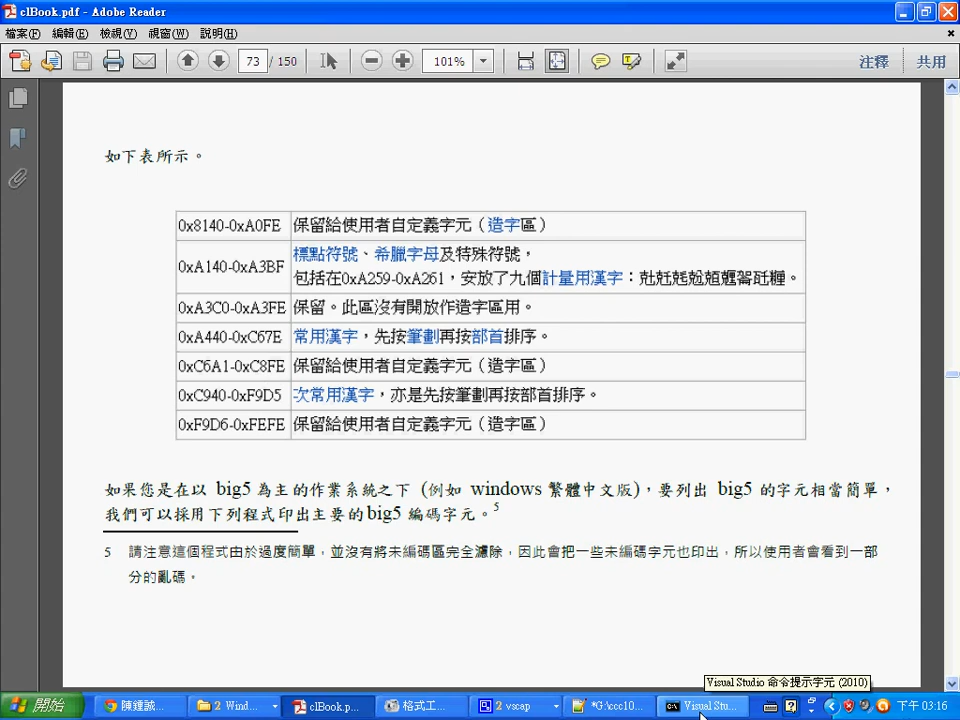 clBook.pdf - Adobe Reader
檔案(F) 編輯(E) 檢視(V) 視窗(W) 說明(H)
73 / 150 101% 注釋 共用
如下表所示。
0x8140-0xA0FE 保留給使用者自定義字元（造字區）
0xA140-0xA3BF 標點符號、希臘字母及特殊符號，
包括在0xA259-0xA261，安放了九個計量用漢字：兙兛兞兝兡兣嗧瓩糎。
0xA3C0-0xA3FE 保留。此區沒有開放作造字區用。
0xA440-0xC67E 常用漢字，先按筆劃再按部首排序。
0xC6A1-0xC8FE 保留給使用者自定義字元（造字區）
0xC940-0xF9D5 次常用漢字，亦是先按筆劃再按部首排序。
0xF9D6-0xFEFE 保留給使用者自定義字元（造字區）
如果您是在以 big5 為主的作業系統之下 (例如 windows 繁體中文版)，要列出 big5 的字元相當簡單，
我們可以採用下列程式印出主要的big5 編碼字元。5
5 請注意這個程式由於過度簡單，並沒有將未編碼區完全濾除，因此會把一些未編碼字元也印出，所以使用者會看到一部
分的亂碼。
Visual Studio 命令提示字元 (2010)
開始 陳鍾誠... 2 Wind... clBook.p... 格式工... 2 vscap *G:\ccc10... Visual Stu... 下午 03:16